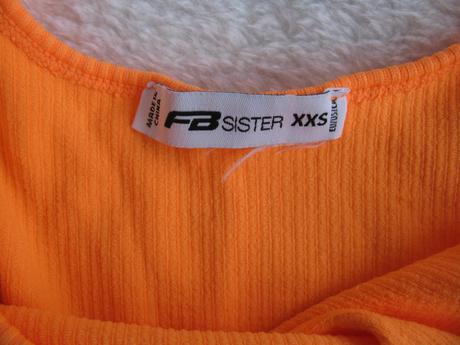 MADE IN
CHINA
FB SISTER XXS